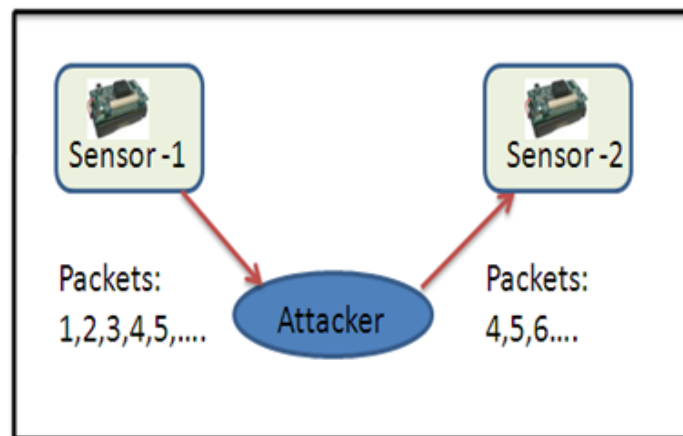 Sensor -1
Sensor -2
Packets:
1,2,3,4,5,....
Attacker
Packets:
4,5,6....